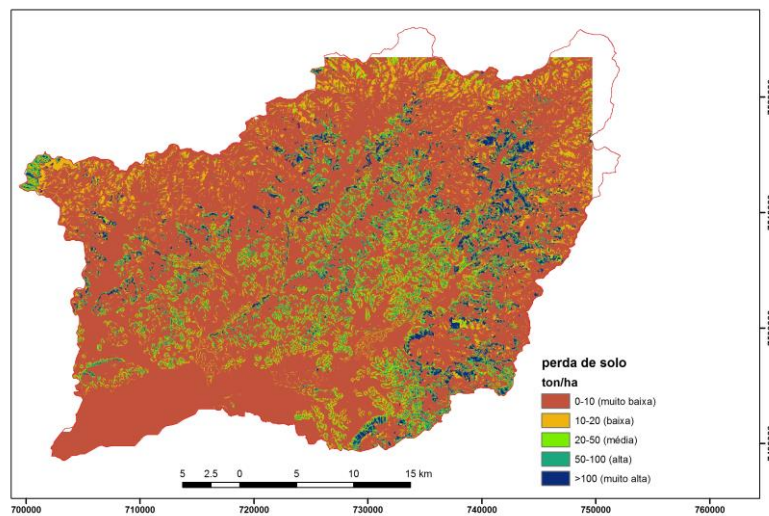 perda de solo
ton/ha
0-10 (muito baixa)
10-20 (baixa)
20-50 (média)
50-100 (alta)
>100 (muito alta)
5 2.5 0 5 10 15 km
700000 710000 720000 730000 740000 750000 760000